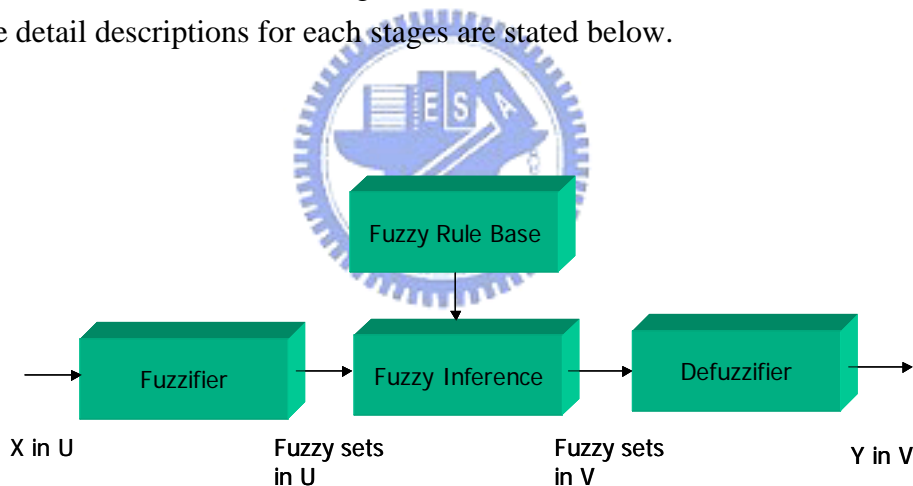 e detail descriptions for each stages are stated below.
E S A
Fuzzy Rule Base
Fuzzifier
Fuzzy Inference
Defuzzifier
X in U
Fuzzy sets
in U
Fuzzy sets
in V
Y in V